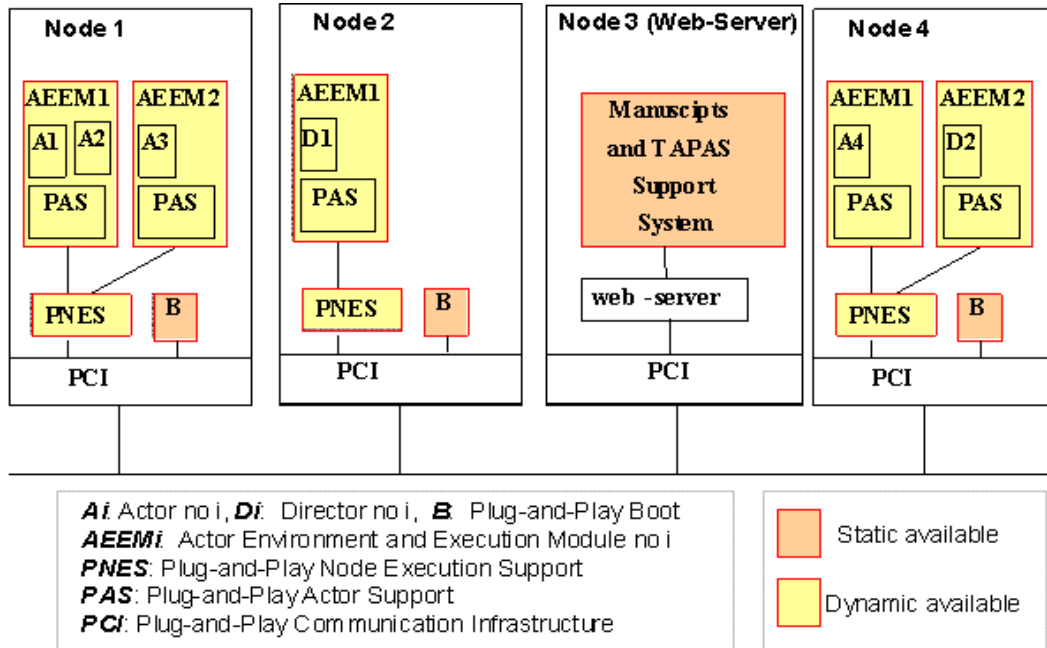 Node 1
AEEM1
AEEM2
A1
A2
A3
PAS
PAS
PNES
B
PCI
Node 2
AEEM1
D1
PAS
PNES
B
PCI
Node 3 (Web-Server)
Manuscipts
and TAPAS
Support
System
web -server
PCI
Node 4
AEEM1
AEEM2
A4
D2
PAS
PAS
PNES
B
PCI
Ai: Actor no i, Di: Director no i, B: Plug-and-Play Boot
AEEMi: Actor Environment and Execution Module no i
PNES: Plug-and-Play Node Execution Support
PAS: Plug-and-Play Actor Support
PCI: Plug-and-Play Communication Infrastructure
Static available
Dynamic available